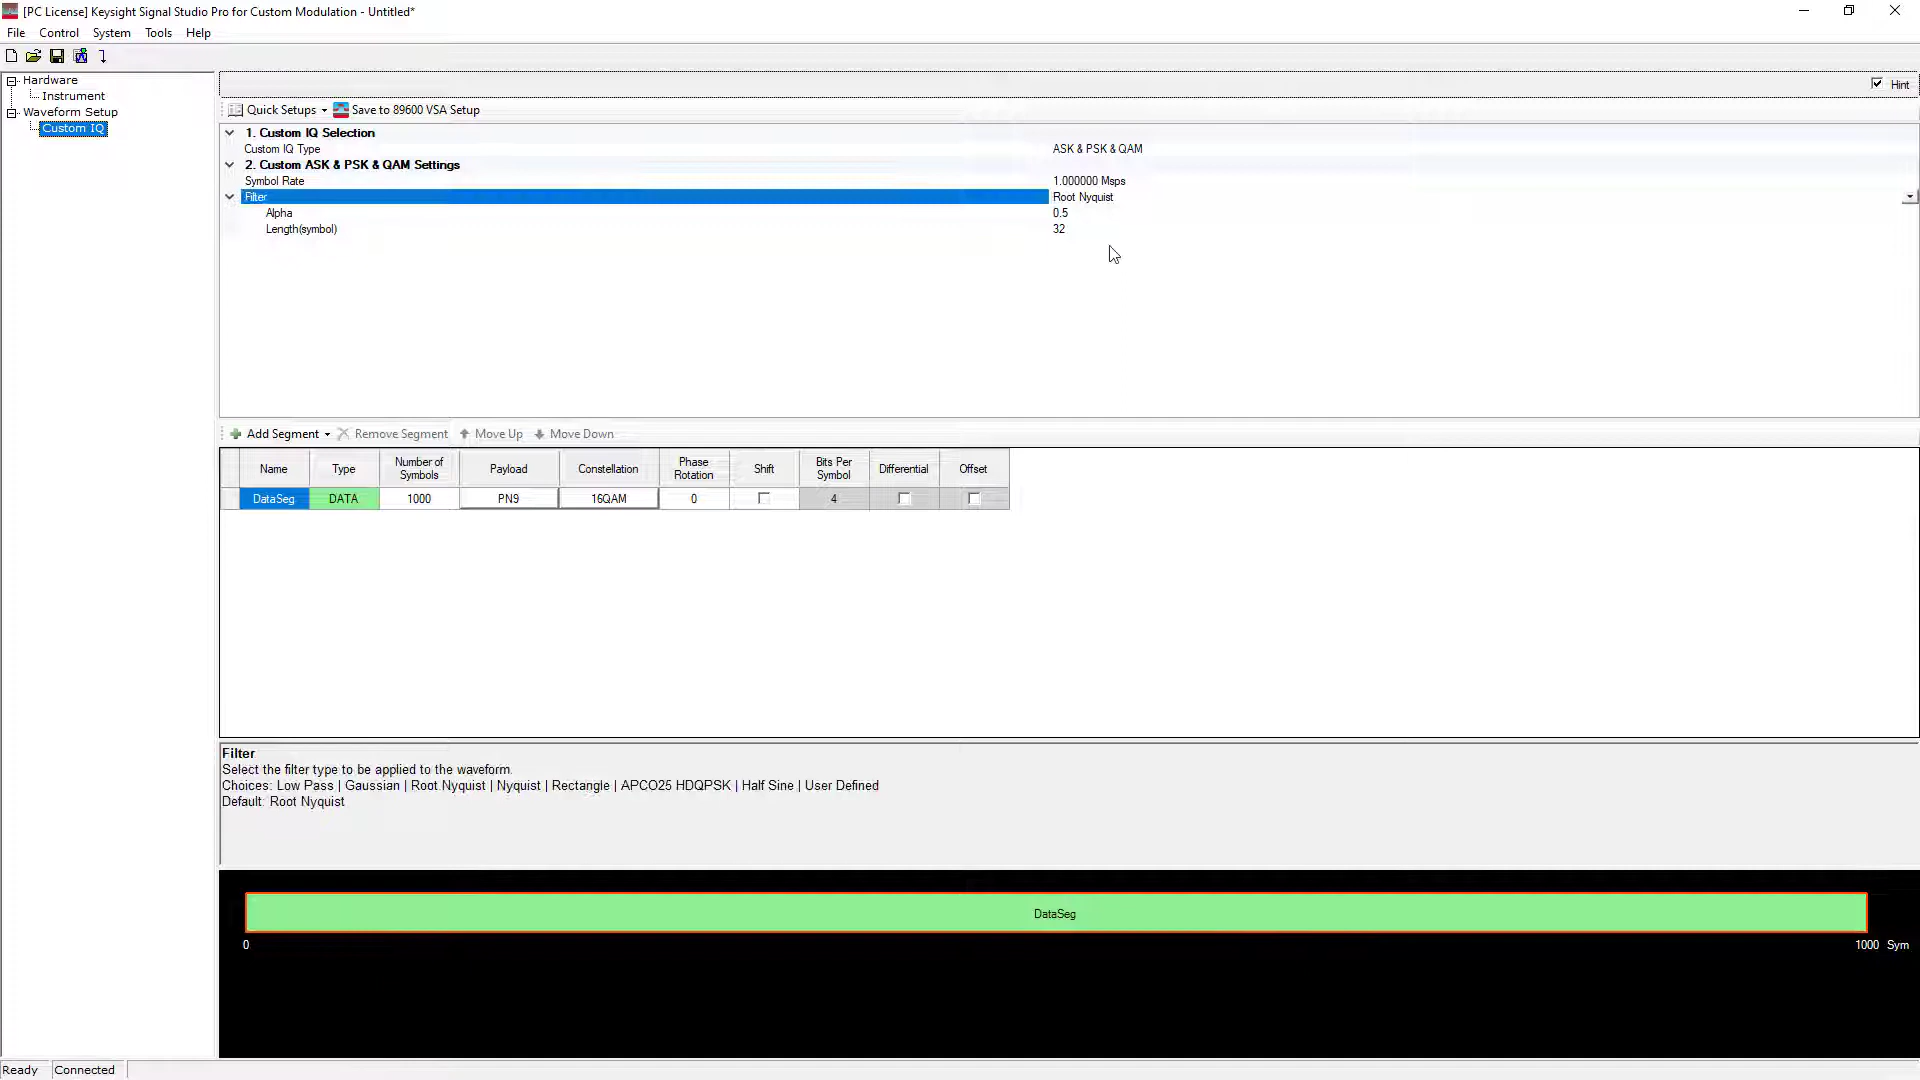 [PC License] Keysight Signal Studio Pro for Custom Modulation - Untitled*
File Control System Tools Help
Hardware
Instrument
Waveform Setup
Custom IQ
Hint
Quick Setups Save to 89600 VSA Setup
1. Custom IQ Selection
Custom IQ Type ASK & PSK & QAM
2. Custom ASK & PSK & QAM Settings
Symbol Rate 1.000000 Msps
Filter Root Nyquist
Alpha 0.5
Length(symbol) 32
Add Segment Remove Segment Move Up Move Down
Name Type Number of Symbols Payload Constellation Phase Rotation Shift Bits Per Symbol Differential Offset
DataSeg DATA 1000 PN9 16QAM 0 4
Filter
Select the filter type to be applied to the waveform.
Choices: Low Pass | Gaussian | Root Nyquist | Nyquist | Rectangle | APCO25 HDQPSK | Half Sine | User Defined
Default: Root Nyquist
DataSeg
0 1000 Sym
Ready Connected